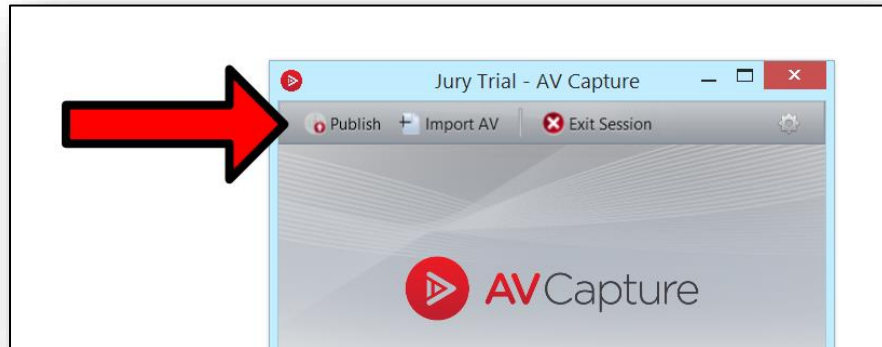 Jury Trial - AV Capture
Publish Import AV Exit Session
AVCapture